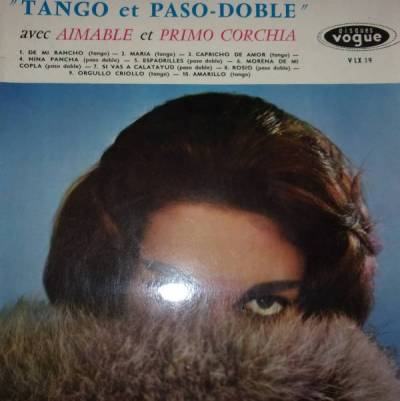 "TANGO et PASO-DOBLE"
avec AIMABLE et PRIMO CORCHIA
DISQUES
vogue
VLX 19
1. DE MI RANCHO (tango) — 2. MARIA (tango) — 3. CAPRICHO DE AMOR (tango) —
4. NINA PANCHA (paso doble) — 5. ESPADRILLES (paso doble) — 6. MORENA DE MI
COPLA (paso doble) — 7. SI VAS A CALATAYUD (paso doble) — 8. ROSIO (paso doble) —
9. ORGULLO CRIOLLO (tango) — 10. AMARILLO (tango).